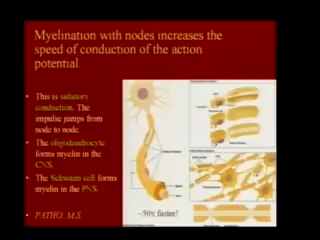 Myelination with nodes increases the
speed of conduction of the action
potential.
• This is saltatory
conduction. The
impulse jumps from
node to node.
• The oligodendrocyte
forms myelin in the
CNS.
• The Schwann cell forms
myelin in the PNS.
• PATHO: M.S.
~50x faster!